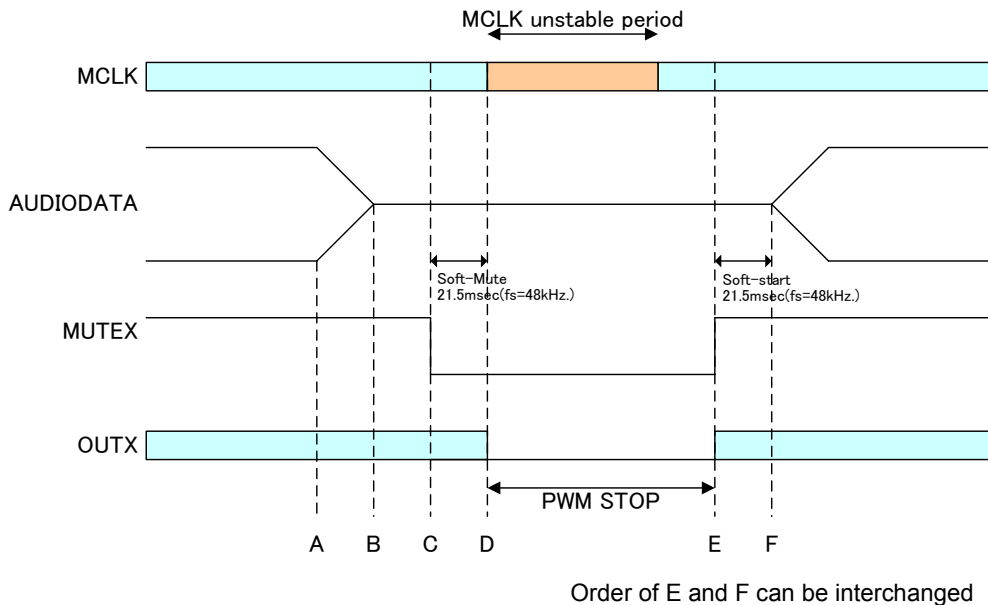 MCLK unstable period
MCLK
AUDIODATA
Soft-Mute
21.5msec(fs=48kHz.)
Soft-start
21.5msec(fs=48kHz.)
MUTEX
OUTX
PWM STOP
A B C D E F
Order of E and F can be interchanged